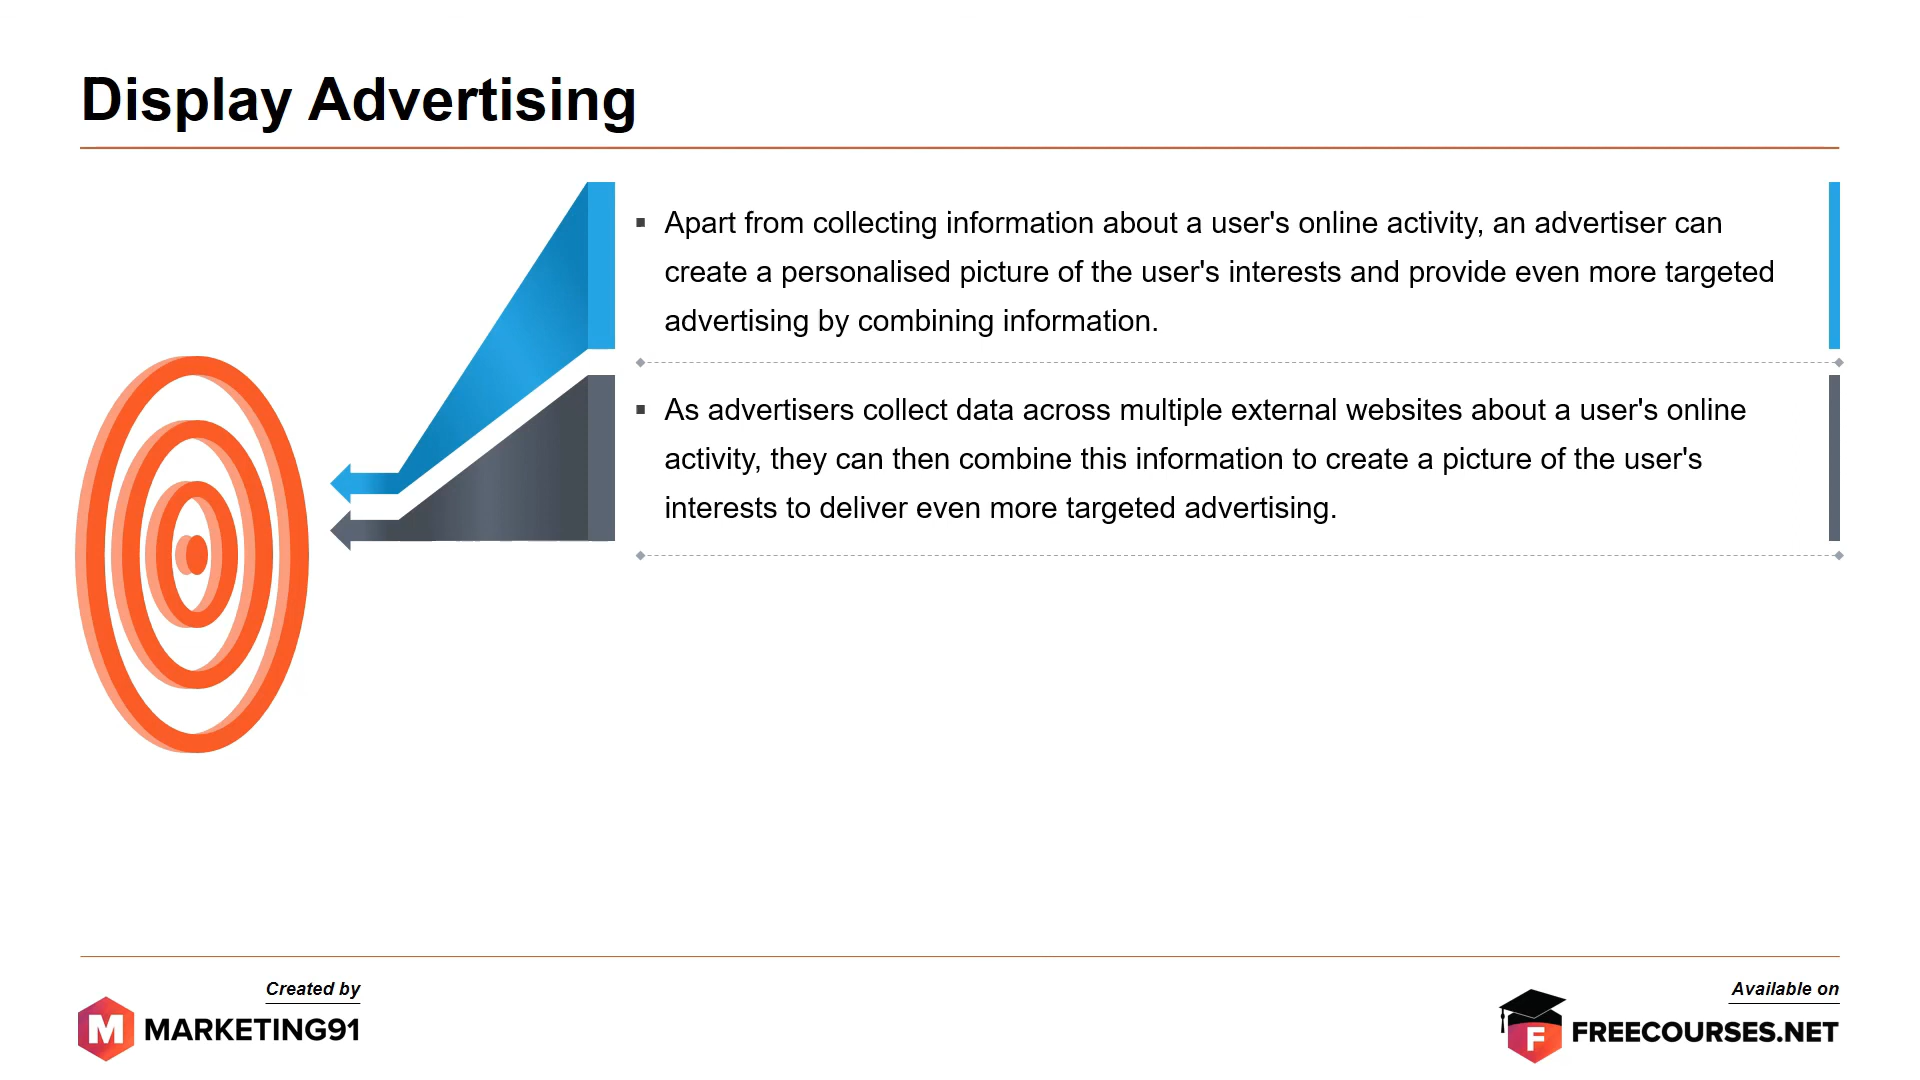 Display Advertising
▪ Apart from collecting information about a user's online activity, an advertiser can
create a personalised picture of the user's interests and provide even more targeted
advertising by combining information.
▪ As advertisers collect data across multiple external websites about a user's online
activity, they can then combine this information to create a picture of the user's
interests to deliver even more targeted advertising.
Created by
M MARKETING91
Available on
F FREECOURSES.NET